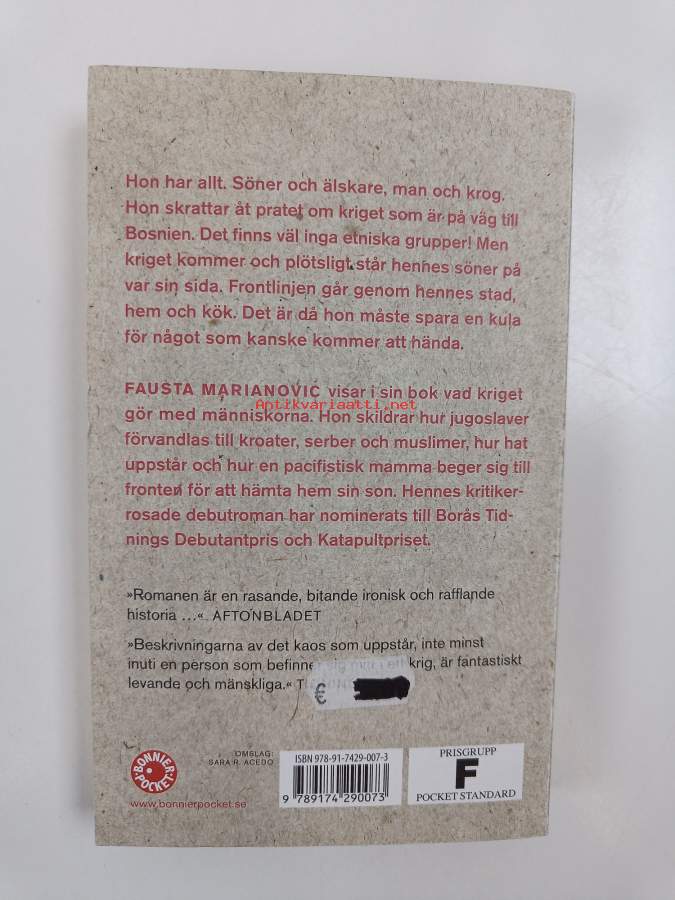 Hon har allt. Söner och älskare, man och krog.
Hon skrattar åt pratet om kriget som är på väg till
Bosnien. Det finns väl inga etniska grupper! Men
kriget kommer och plötsligt står hennes söner på
var sin sida. Frontlinjen går genom hennes stad,
hem och kök. Det är då hon måste spara en kula
för något som kanske kommer att hända.
FAUSTA MARIANOVIĆ visar i sin bok vad kriget
Antikvariaatti.net
gör med människorna. Hon skildrar hur jugoslaver
förvandlas till kroater, serber och muslimer, hur hat
uppstår och hur en pacifistisk mamma beger sig till
fronten för att hämta hem sin son. Hennes kritiker-
rosade debutroman har nominerats till Borås Tid-
nings Debutantpris och Katapultpriset.
»Romanen är en rasande, bitande ironisk och rafflande
historia …«  AFTONBLADET
»Beskrivningarna av det kaos som uppstår, inte minst
inuti en person som befinner krig, är fantastiskt
levande och mänskliga.«
€
BONNIER POCKET
www.bonnierpocket.se
OMSLAG:
SARA R. ACEDO
ISBN 978-91-7429-007-3
9 789174 290073
PRISGRUPP
F
POCKET STANDARD